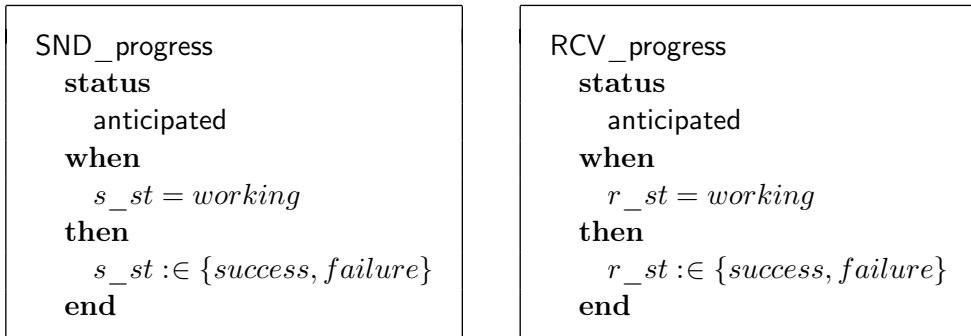 SND_progress
status
anticipated
when
s_st = working
then
s_st :∈ {success, failure}
end
RCV_progress
status
anticipated
when
r_st = working
then
r_st :∈ {success, failure}
end